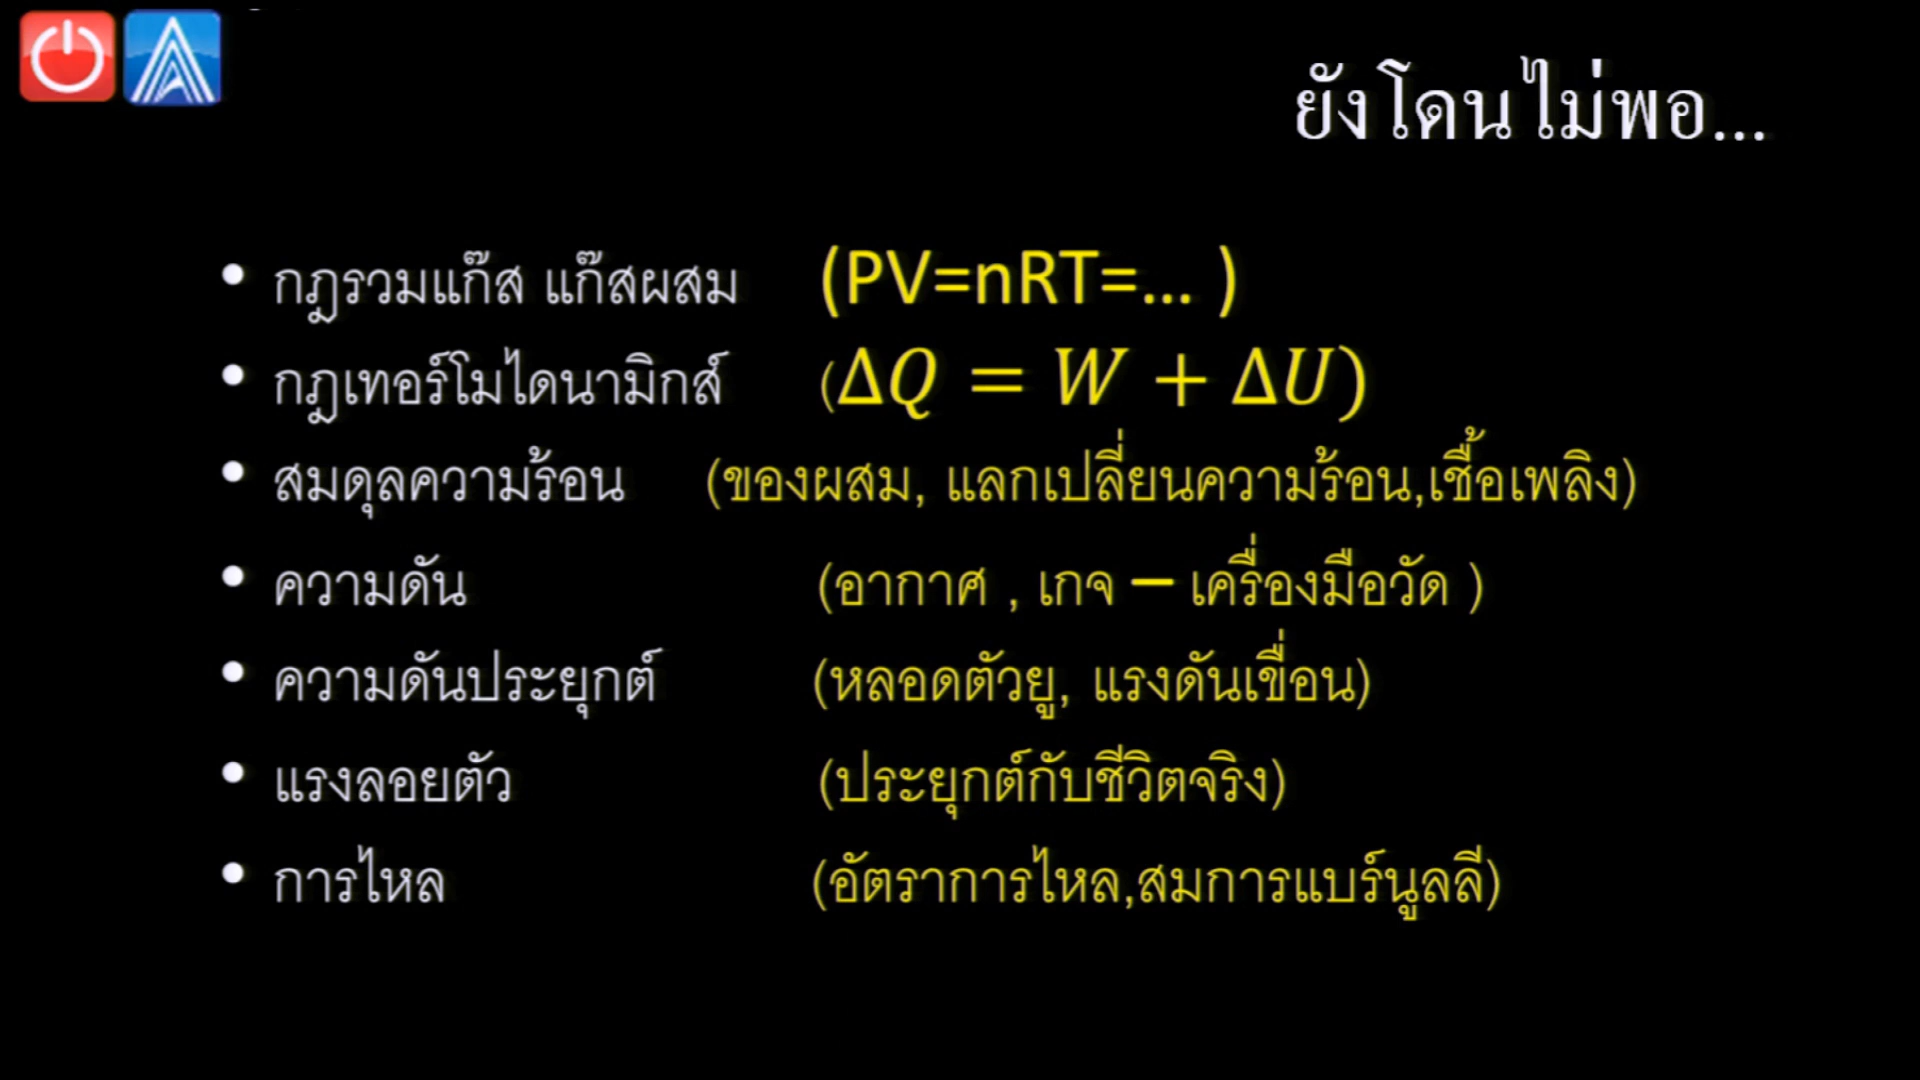 ยังโดนไม่พอ...
• กฎรวมแก๊ส แก๊สผสม (PV=nRT=... )
• กฎเทอร์โมไดนามิกส์ (ΔQ = W + ΔU)
• สมดุลความร้อน (ของผสม, แลกเปลี่ยนความร้อน,เชื้อเพลิง)
• ความดัน (อากาศ , เกจ – เครื่องมือวัด )
• ความดันประยุกต์ (หลอดตัวยู, แรงดันเขื่อน)
• แรงลอยตัว (ประยุกต์กับชีวิตจริง)
• การไหล (อัตราการไหล,สมการแบร์นูลลี)